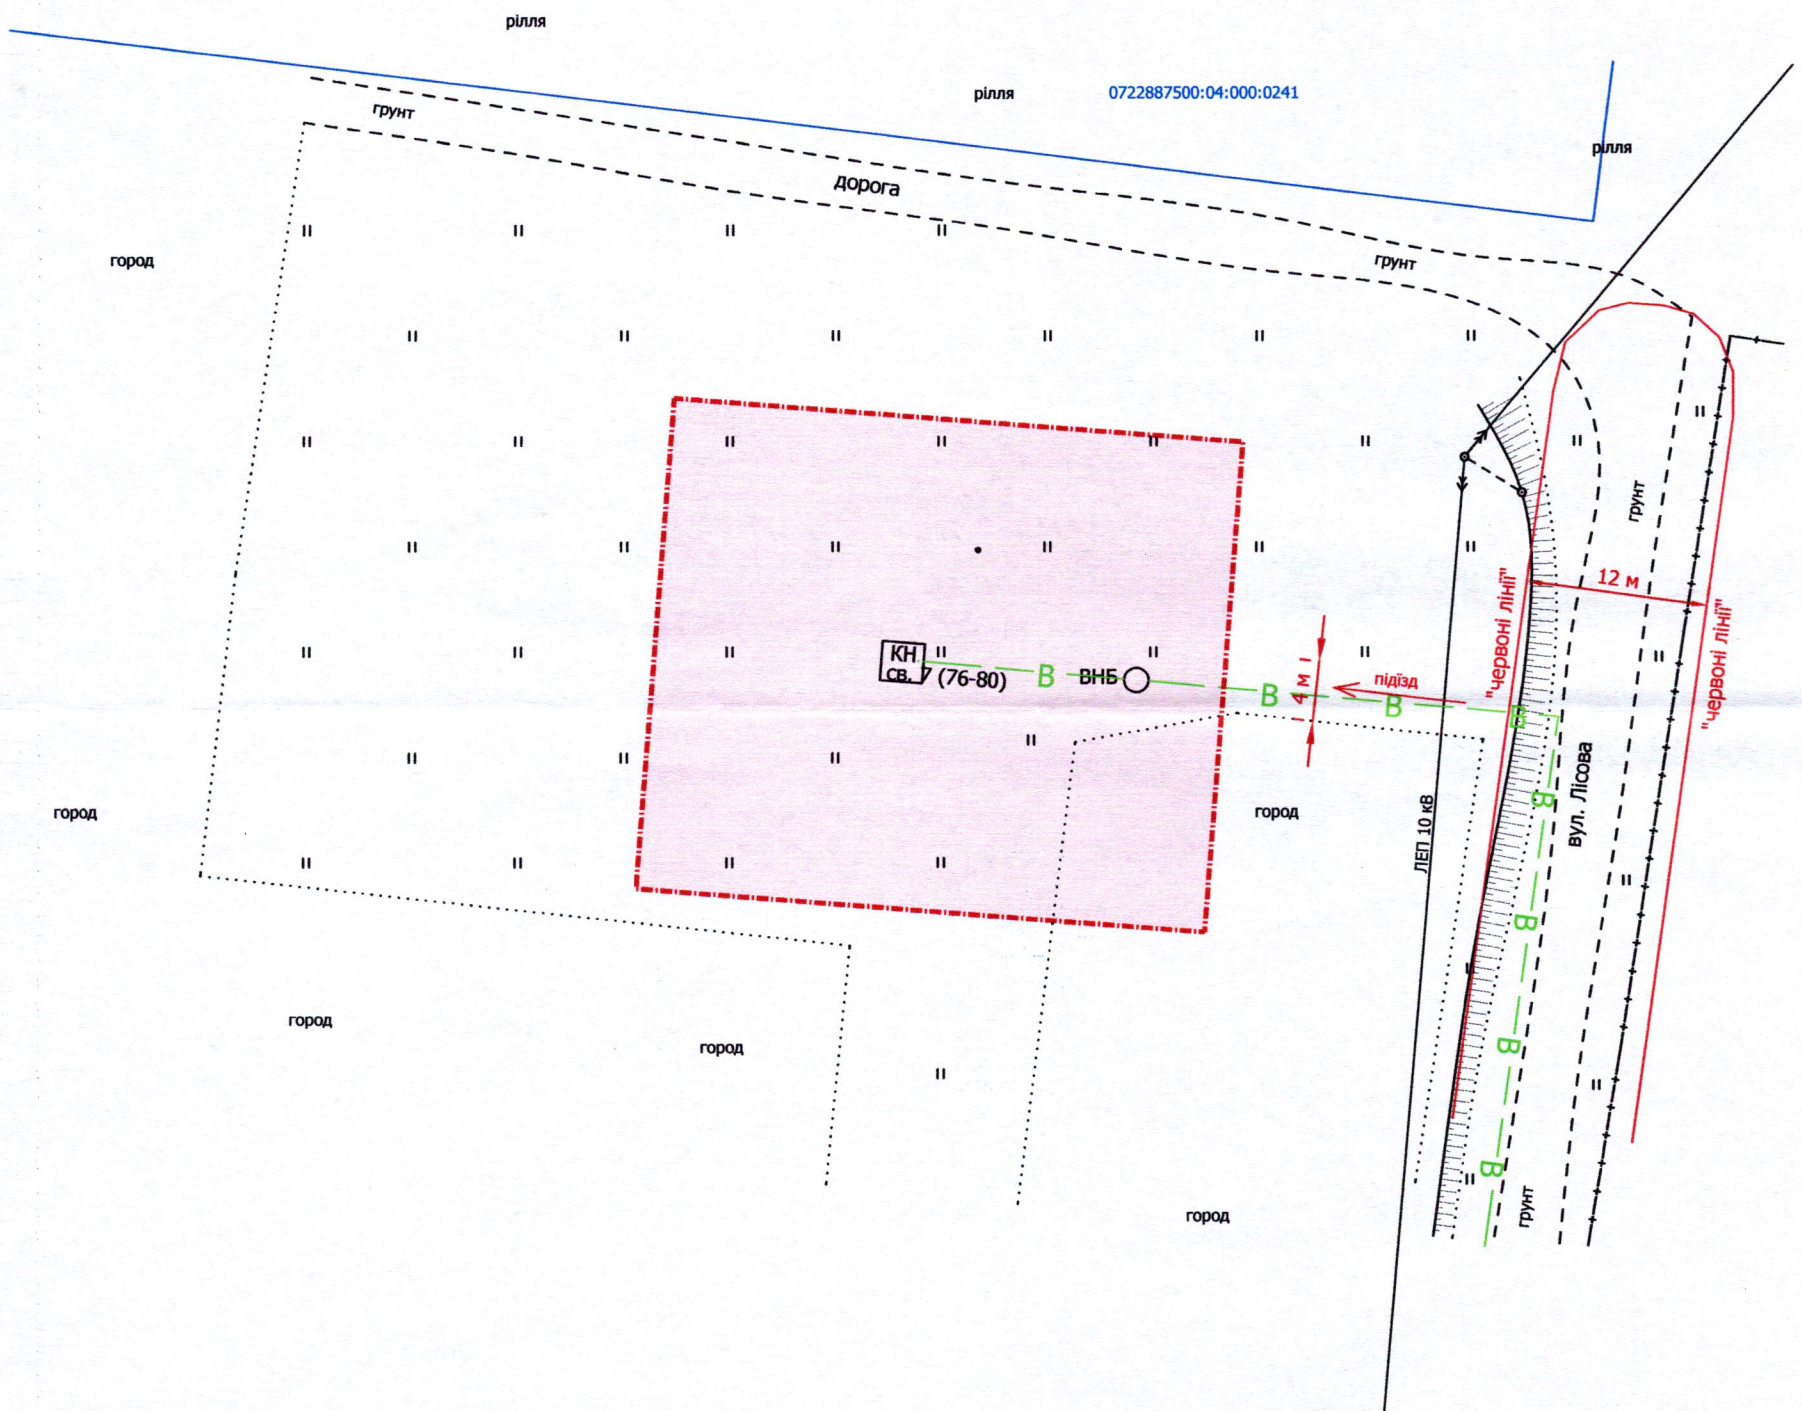 рілля
рілля
0722887500:04:000:0241
рілля
грунт
дорога
грунт
город
грунт
12 м
"червоні лінії"
"червоні лінії"
КН
св. 7 (76-80)
В
ВНБ
В
4 м
підїзд
В
В
В
вул. Лісова
город
город
ЛЕП 10 кВ
В
город
город
В
В
город
грунт